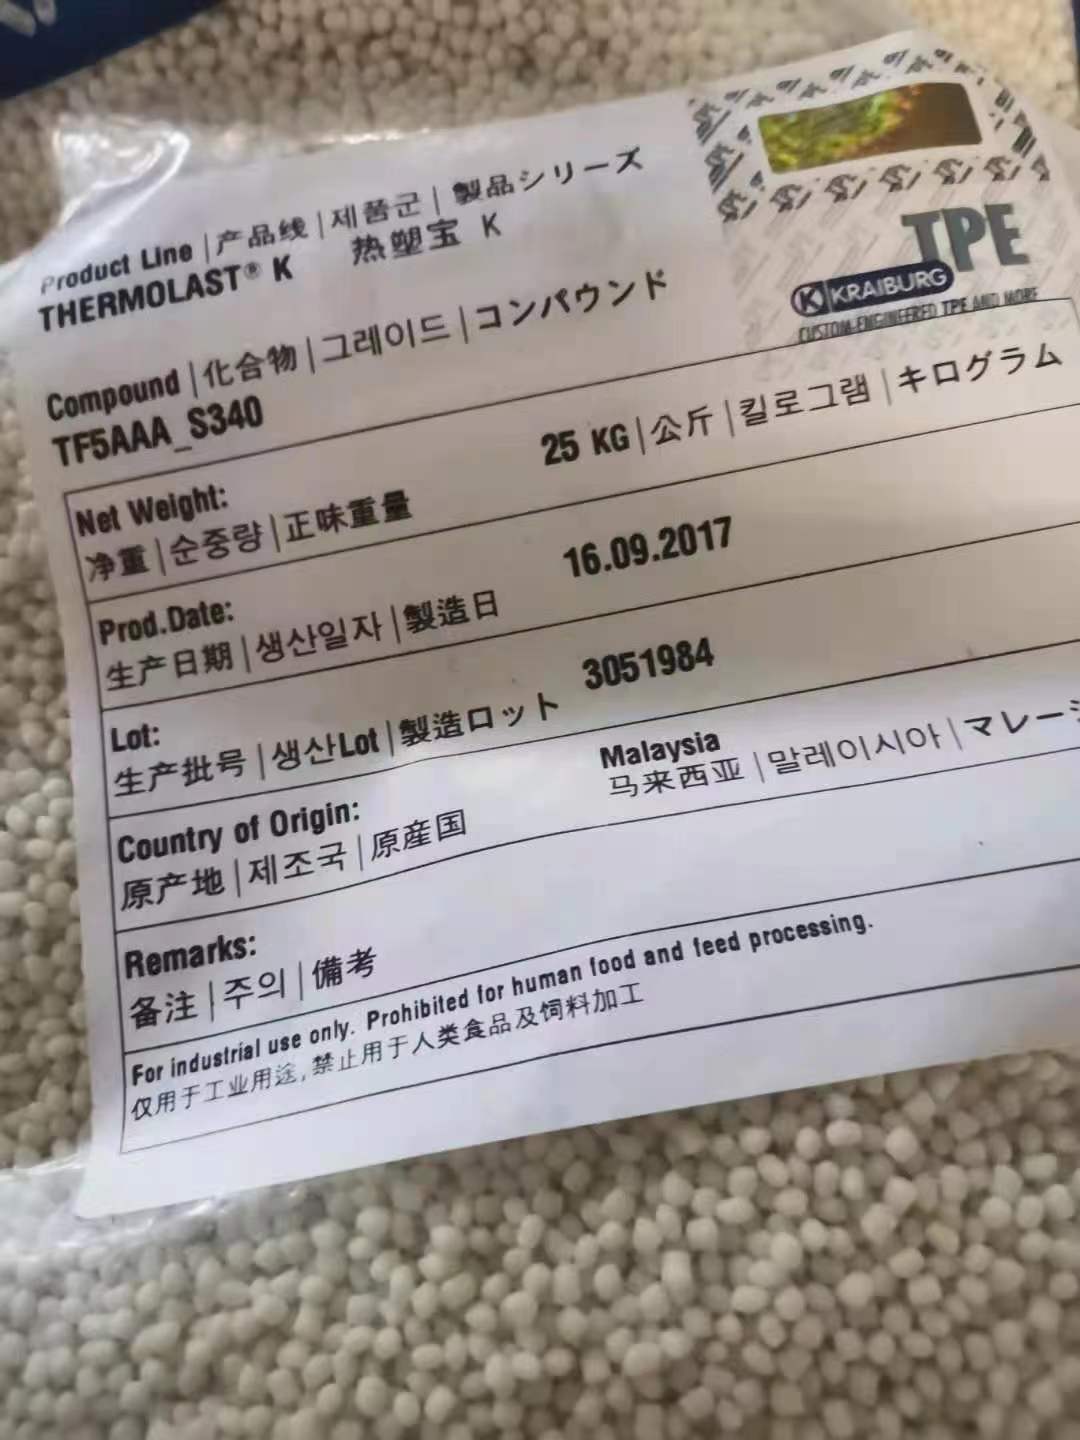 Product Line | 产品线 | 제품군 | 製品シリーズ
THERMOLAST® K 热塑宝 K
TPE
KRAIBURG
CUSTOM-ENGINEERED TPE AND MORE
Compound | 化合物 | 그레이드 | コンパウンド
TF5AAA_S340
Net Weight: 25 KG | 公斤 | 킬로그램 | キログラム
净重 | 순중량 | 正味重量
Prod.Date: 16.09.2017
生产日期 | 생산일자 | 製造日
Lot: 3051984
生产批号 | 생산Lot | 製造ロット
Country of Origin: Malaysia
原产地 | 제조국 | 原産国 马来西亚 | 말레이시아 | マレー
Remarks:
备注 | 주의 | 備考
For industrial use only. Prohibited for human food and feed processing.
仅用于工业用途,禁止用于人类食品及饲料加工